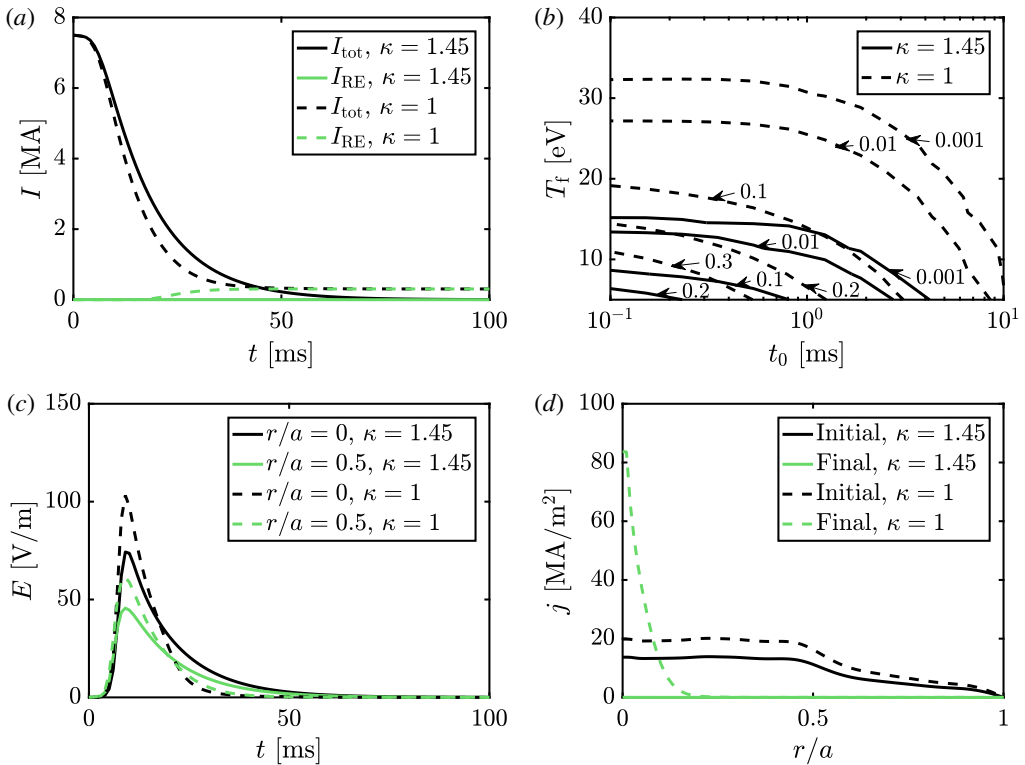 (a)
8
6
4
2
0
I [MA]
I_tot, κ = 1.45
I_RE, κ = 1.45
I_tot, κ = 1
I_RE, κ = 1
0 50 100
t [ms]
(b)
40
30
20
10
T_f [eV]
κ = 1.45
κ = 1
0.001
0.01
0.1
0.01
0.3
0.1
0.001
0.2
0.2
10^−1 10^0 10^1
t_0 [ms]
(c)
150
100
50
0
E [V/m]
r/a = 0, κ = 1.45
r/a = 0.5, κ = 1.45
r/a = 0, κ = 1
r/a = 0.5, κ = 1
0 50 100
t [ms]
(d)
100
80
60
40
20
0
j [MA/m²]
Initial, κ = 1.45
Final, κ = 1.45
Initial, κ = 1
Final, κ = 1
0 0.5 1
r/a